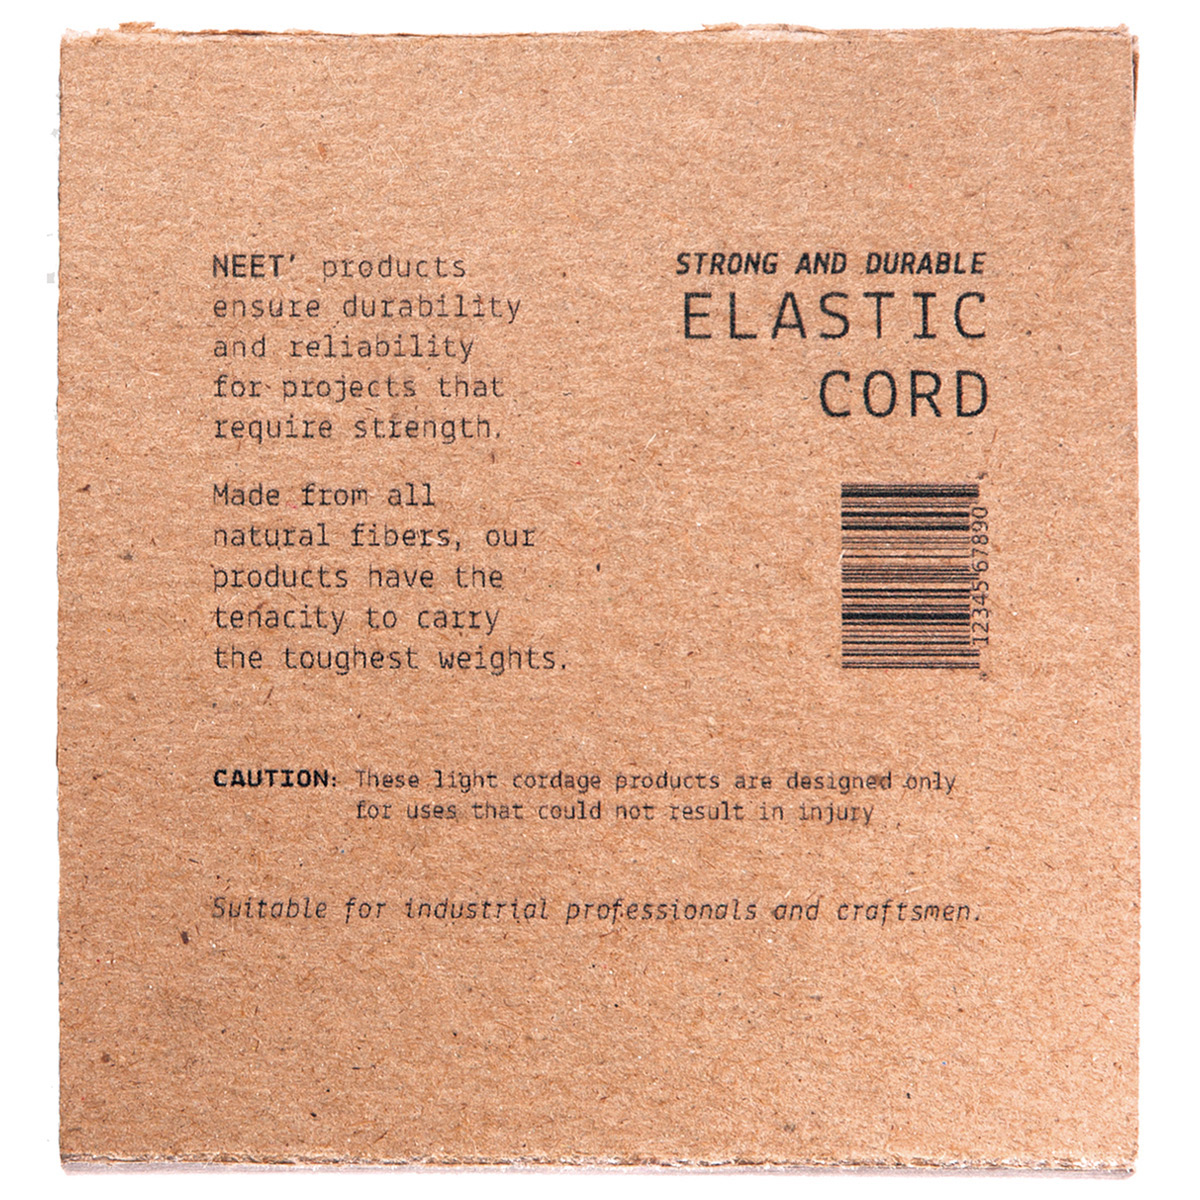 NEET' products
ensure durability
and reliability
for projects that
require strength.
Made from all
natural fibers, our
products have the
tenacity to carry
the toughest weights.
STRONG AND DURABLE
ELASTIC
CORD
12345 67890
CAUTION: These light cordage products are designed only
for uses that could not result in injury
Suitable for industrial professionals and craftsmen.